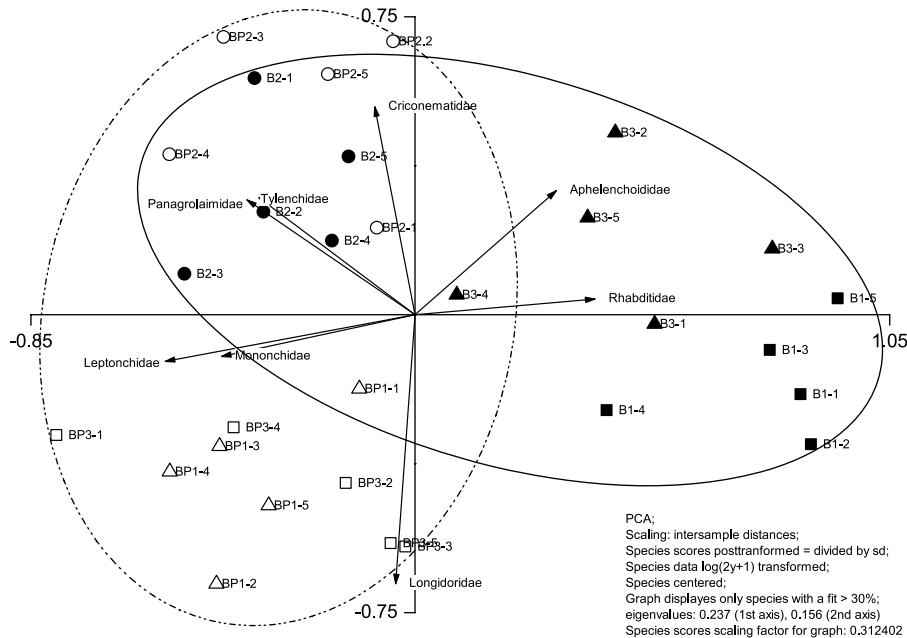 0.75
BP2-3
BP2.2
B2-1
BP2-5
Criconematidae
B3-2
BP2-4
B2-5
Aphelenchoididae
Panagrolaimidae
Tylenchidae
B2-2
BP2-1
B3-5
B2-4
B3-3
B2-3
B3-4
Rhabditidae
B1-5
-0.85
B3-1
1.05
Leptonchidae
Mononchidae
B1-3
BP1-1
B1-1
B1-4
BP3-1
BP3-4
BP1-3
B1-2
BP1-4
BP3-2
BP1-5
BP3-5
BP3-3
BP1-2
Longidoridae
-0.75
PCA;
Scaling: intersample distances;
Species scores posttranformed = divided by sd;
Species data log(2y+1) transformed;
Species centered;
Graph displayes only species with a fit > 30%;
eigenvalues: 0.237 (1st axis), 0.156 (2nd axis)
Species scores scaling factor for graph: 0.312402